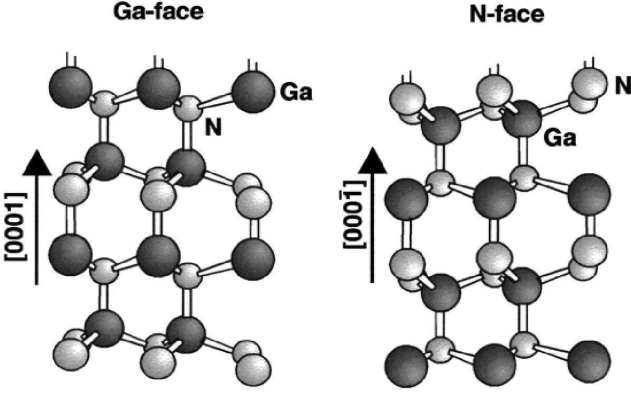 Ga-face
N-face
Ga
N
[0001]
N
Ga
[0001̄]